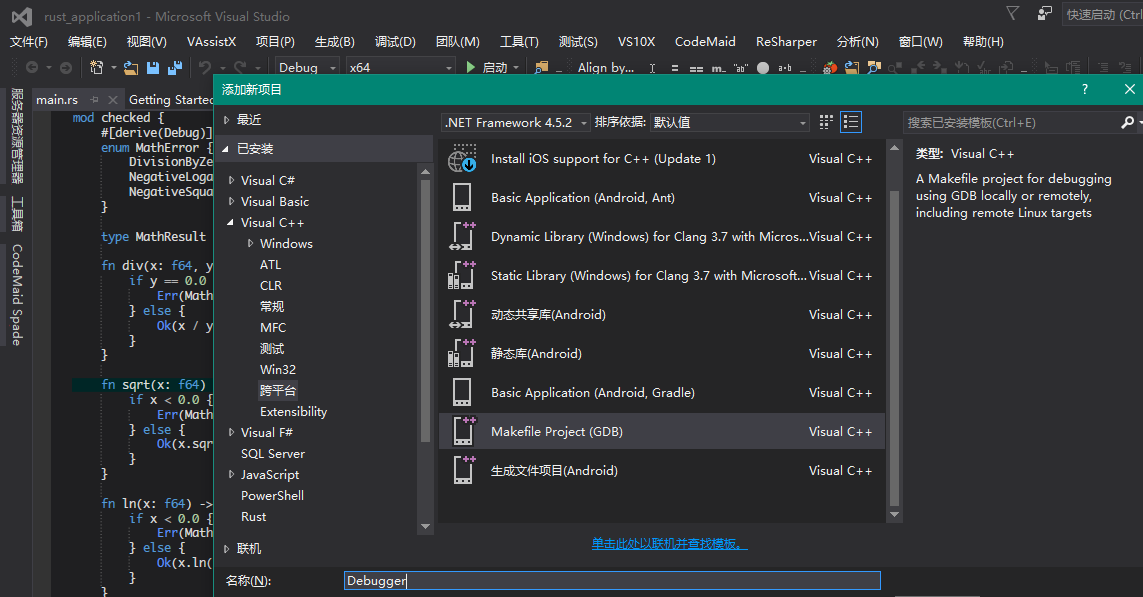 rust_application1 - Microsoft Visual Studio
快速启动 (Ctrl
文件(F) 编辑(E) 视图(V) VAssistX 项目(P) 生成(B) 调试(D) 团队(M) 工具(T) 测试(S) VS10X CodeMaid ReSharper 分析(N) 窗口(W) 帮助(H)
Debug x64 启动 Align by...
服务器资源管理器
工具箱
CodeMaid Spade
main.rs Getting Started
mod checked {
#[derive(Debug)]
enum MathError {
DivisionByZe
NegativeLoga
NegativeSqua
}
type MathResult
fn div(x: f64, y
if y == 0.0
Err(Math
} else {
Ok(x / y
}
}
fn sqrt(x: f64)
if x < 0.0 {
Err(Math
} else {
Ok(x.sqr
}
}
fn ln(x: f64) ->
if x < 0.0 {
Err(Math
} else {
Ok(x.ln(
}
}
添加新项目 ?
最近
已安装
Visual C#
Visual Basic
Visual C++
Windows
ATL
CLR
常规
MFC
测试
Win32
跨平台
Extensibility
Visual F#
SQL Server
JavaScript
PowerShell
Rust
联机
.NET Framework 4.5.2 排序依据: 默认值
Install iOS support for C++ (Update 1) Visual C++
Basic Application (Android, Ant) Visual C++
Dynamic Library (Windows) for Clang 3.7 with Micros... Visual C++
Static Library (Windows) for Clang 3.7 with Microsoft... Visual C++
动态共享库(Android) Visual C++
静态库(Android) Visual C++
Basic Application (Android, Gradle) Visual C++
Makefile Project (GDB) Visual C++
生成文件项目(Android) Visual C++
单击此处以联机并查找模板。
搜索已安装模板(Ctrl+E)
类型: Visual C++
A Makefile project for debugging
using GDB locally or remotely,
including remote Linux targets
名称(N): Debugger